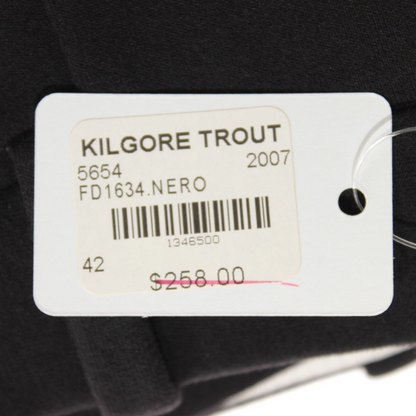 KILGORE TROUT
5654 2007
FD1634.NERO
1346500
42
$258.00